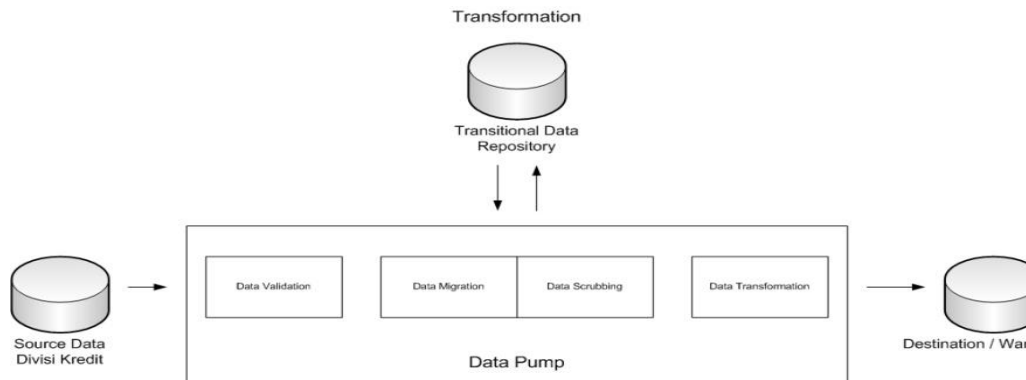 Transformation
Transitional Data
Repository
Data Validation
Data Migration
Data Scrubbing
Data Transformation
Source Data
Divisi Kredit
Destination /
Data Pump